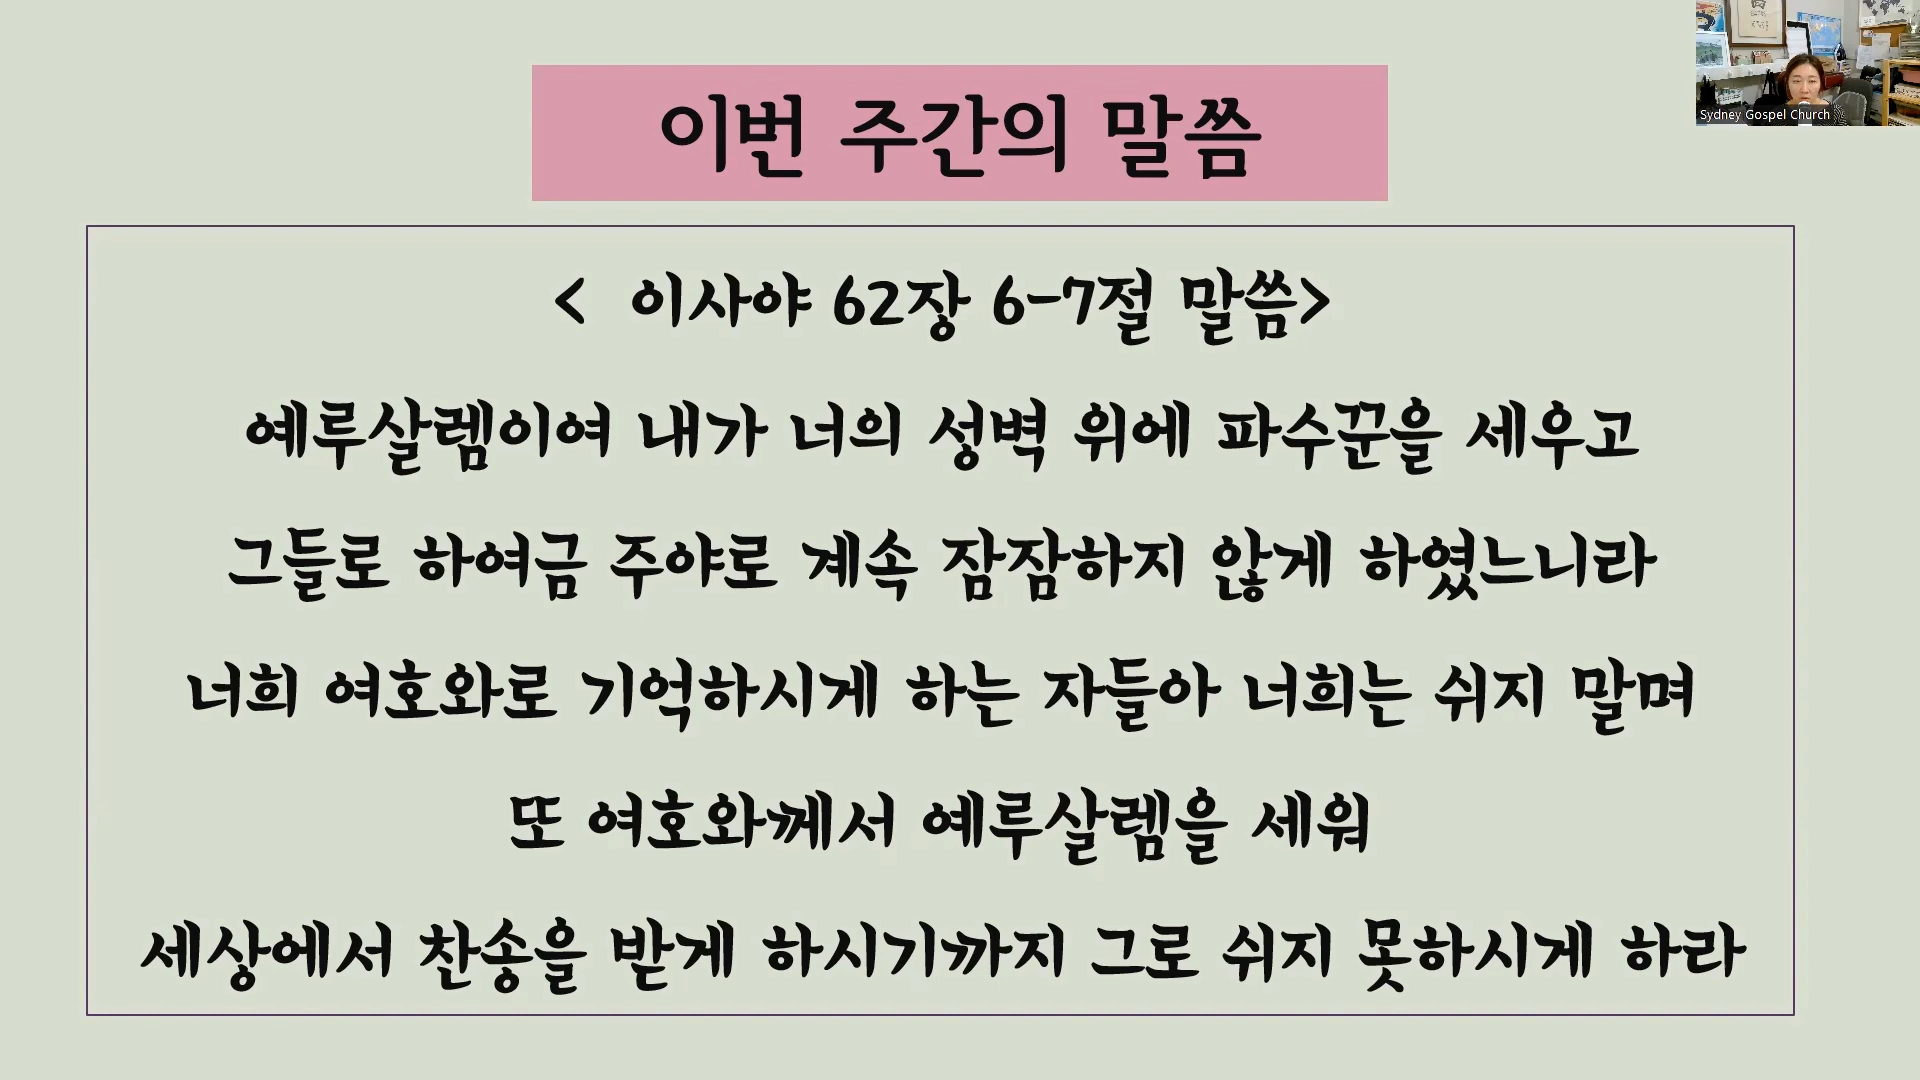 이번 주간의 말씀
Sydney Gospel Church
< 이사야 62장 6-7절 말씀>
예루살렘이여 내가 너의 성벽 위에 파수꾼을 세우고
그들로 하여금 주야로 계속 잠잠하지 않게 하였느니라
너희 여호와로 기억하시게 하는 자들아 너희는 쉬지 말며
또 여호와께서 예루살렘을 세워
세상에서 찬송을 받게 하시기까지 그로 쉬지 못하시게 하라